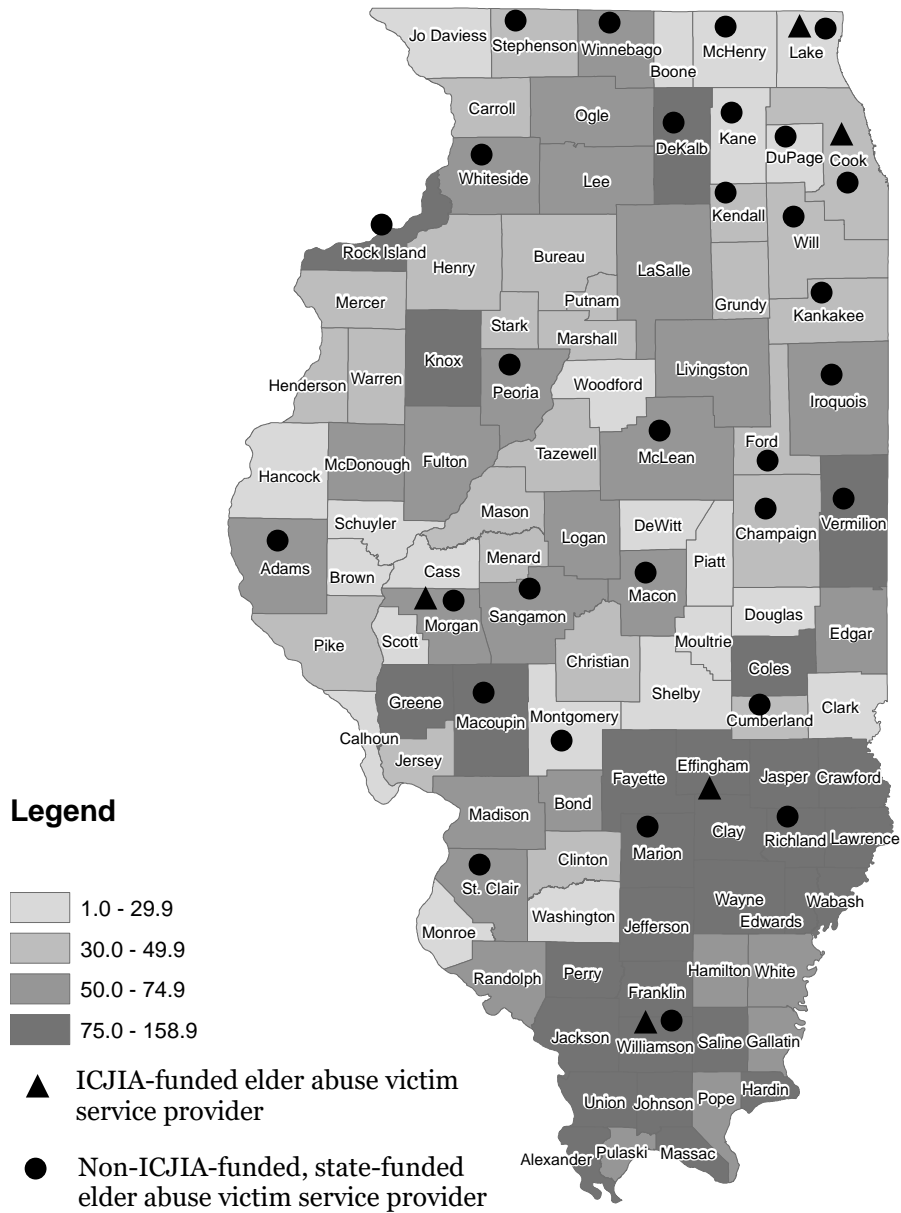 Jo Daviess
Stephenson
Winnebago
Boone
McHenry
Lake
Carroll
Ogle
DeKalb
Kane
DuPage
Cook
Whiteside
Lee
Kendall
Will
Rock Island
Henry
Bureau
LaSalle
Putnam
Grundy
Kankakee
Mercer
Stark
Marshall
Knox
Henderson
Warren
Peoria
Woodford
Livingston
Iroquois
Hancock
McDonough
Fulton
Tazewell
McLean
Ford
Mason
Logan
DeWitt
Champaign
Vermilion
Schuyler
Adams
Brown
Cass
Menard
Piatt
Macon
Morgan
Sangamon
Scott
Pike
Christian
Moultrie
Douglas
Edgar
Coles
Greene
Macoupin
Montgomery
Shelby
Cumberland
Clark
Calhoun
Jersey
Fayette
Effingham
Jasper
Crawford
Legend
Madison
Bond
Marion
Clay
Richland
Lawrence
St. Clair
Clinton
1.0 - 29.9
Washington
Jefferson
Wayne
Edwards
Wabash
30.0 - 49.9
Monroe
50.0 - 74.9
Randolph
Perry
Franklin
Hamilton
White
75.0 - 158.9
Jackson
Williamson
Saline
Gallatin
ICJIA-funded elder abuse victim
service provider
Union
Johnson
Pope
Hardin
Non-ICJIA-funded, state-funded
elder abuse victim service provider
Alexander
Pulaski
Massac